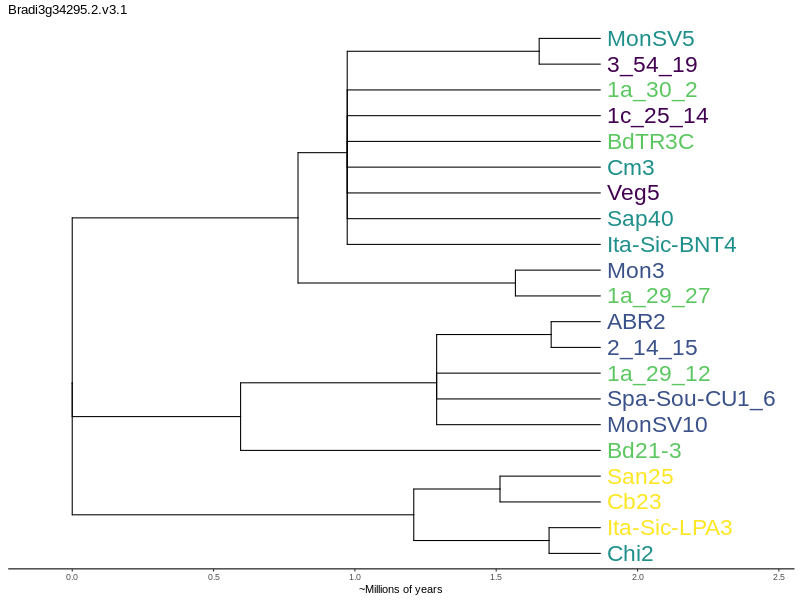 Bradi3g34295.2.v3.1
MonSV5
3_54_19
1a_30_2
1c_25_14
BdTR3C
Cm3
Veg5
Sap40
Ita-Sic-BNT4
Mon3
1a_29_27
ABR2
2_14_15
1a_29_12
Spa-Sou-CU1_6
MonSV10
Bd21-3
San25
Cb23
Ita-Sic-LPA3
Chi2
0.0 0.5 1.0 1.5 2.0 2.5
~Millions of years